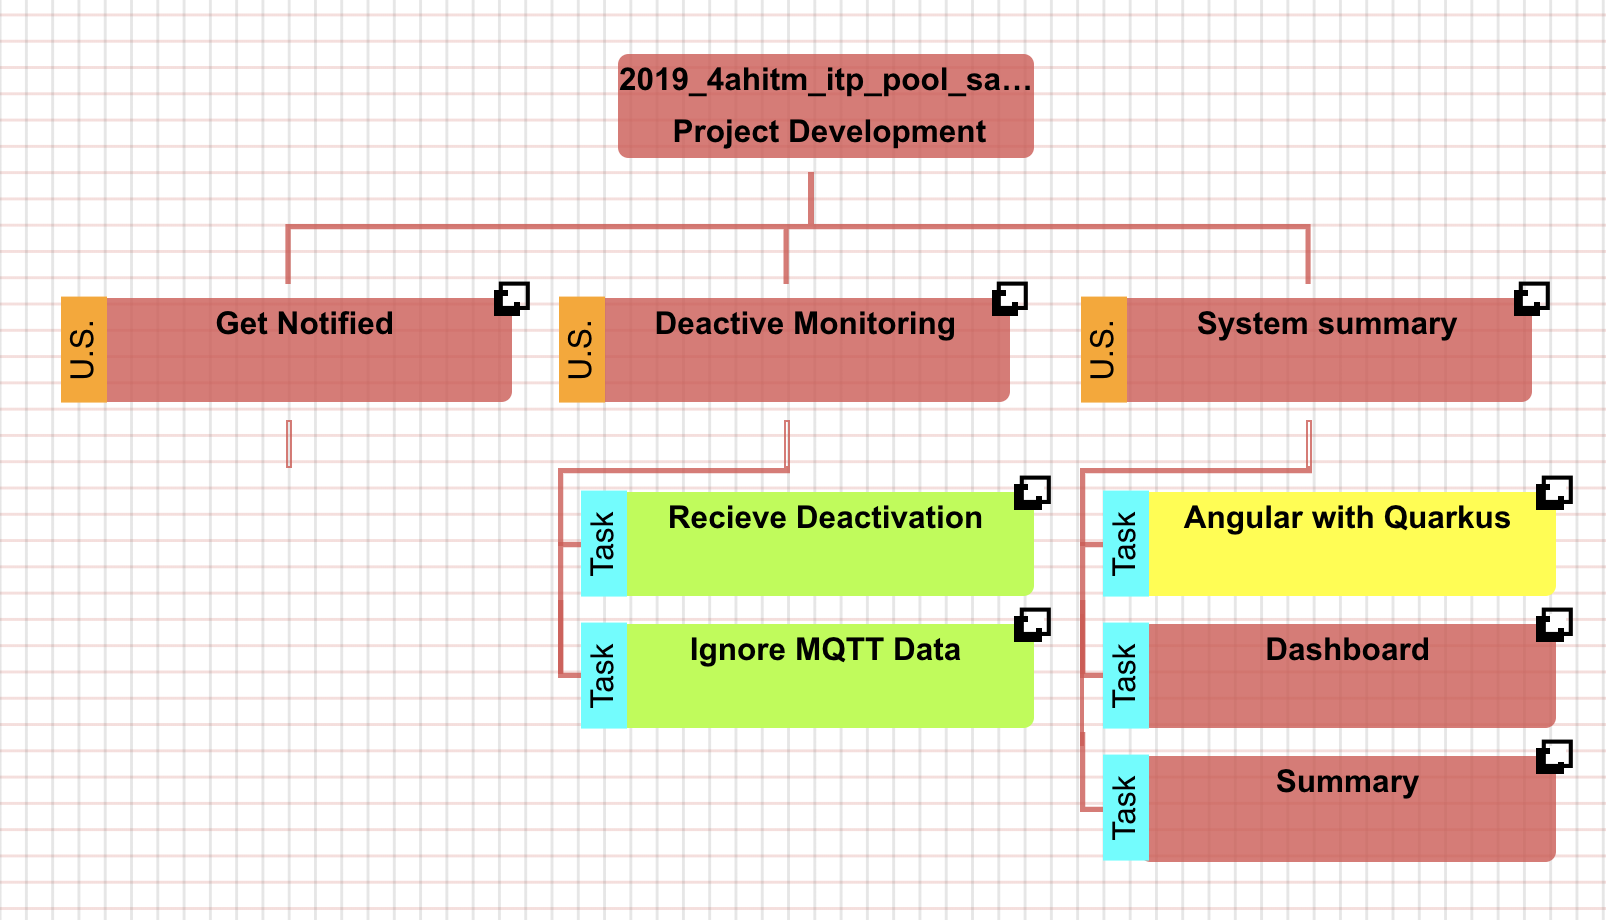 2019_4ahitm_itp_pool_sa...
Project Development
U.S.
Get Notified
U.S.
Deactive Monitoring
U.S.
System summary
Task
Recieve Deactivation
Task
Angular with Quarkus
Task
Ignore MQTT Data
Task
Dashboard
Task
Summary